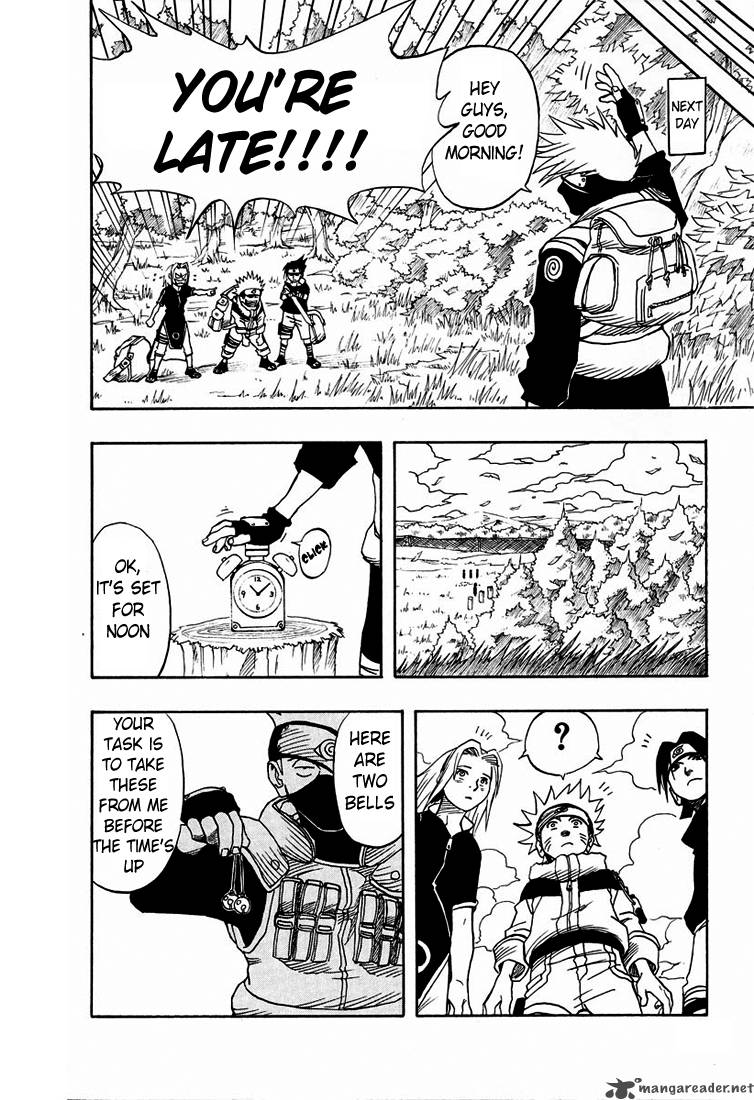 NEXT
DAY
HEY
GUYS,
GOOD
MORNING!
YOU'RE
LATE!!!!
CLICK
OK,
IT'S SET
FOR
NOON
?
HERE
ARE
TWO
BELLS
YOUR
TASK IS
TO TAKE
THESE
FROM ME
BEFORE
THE TIME'S
UP
mangareader.net